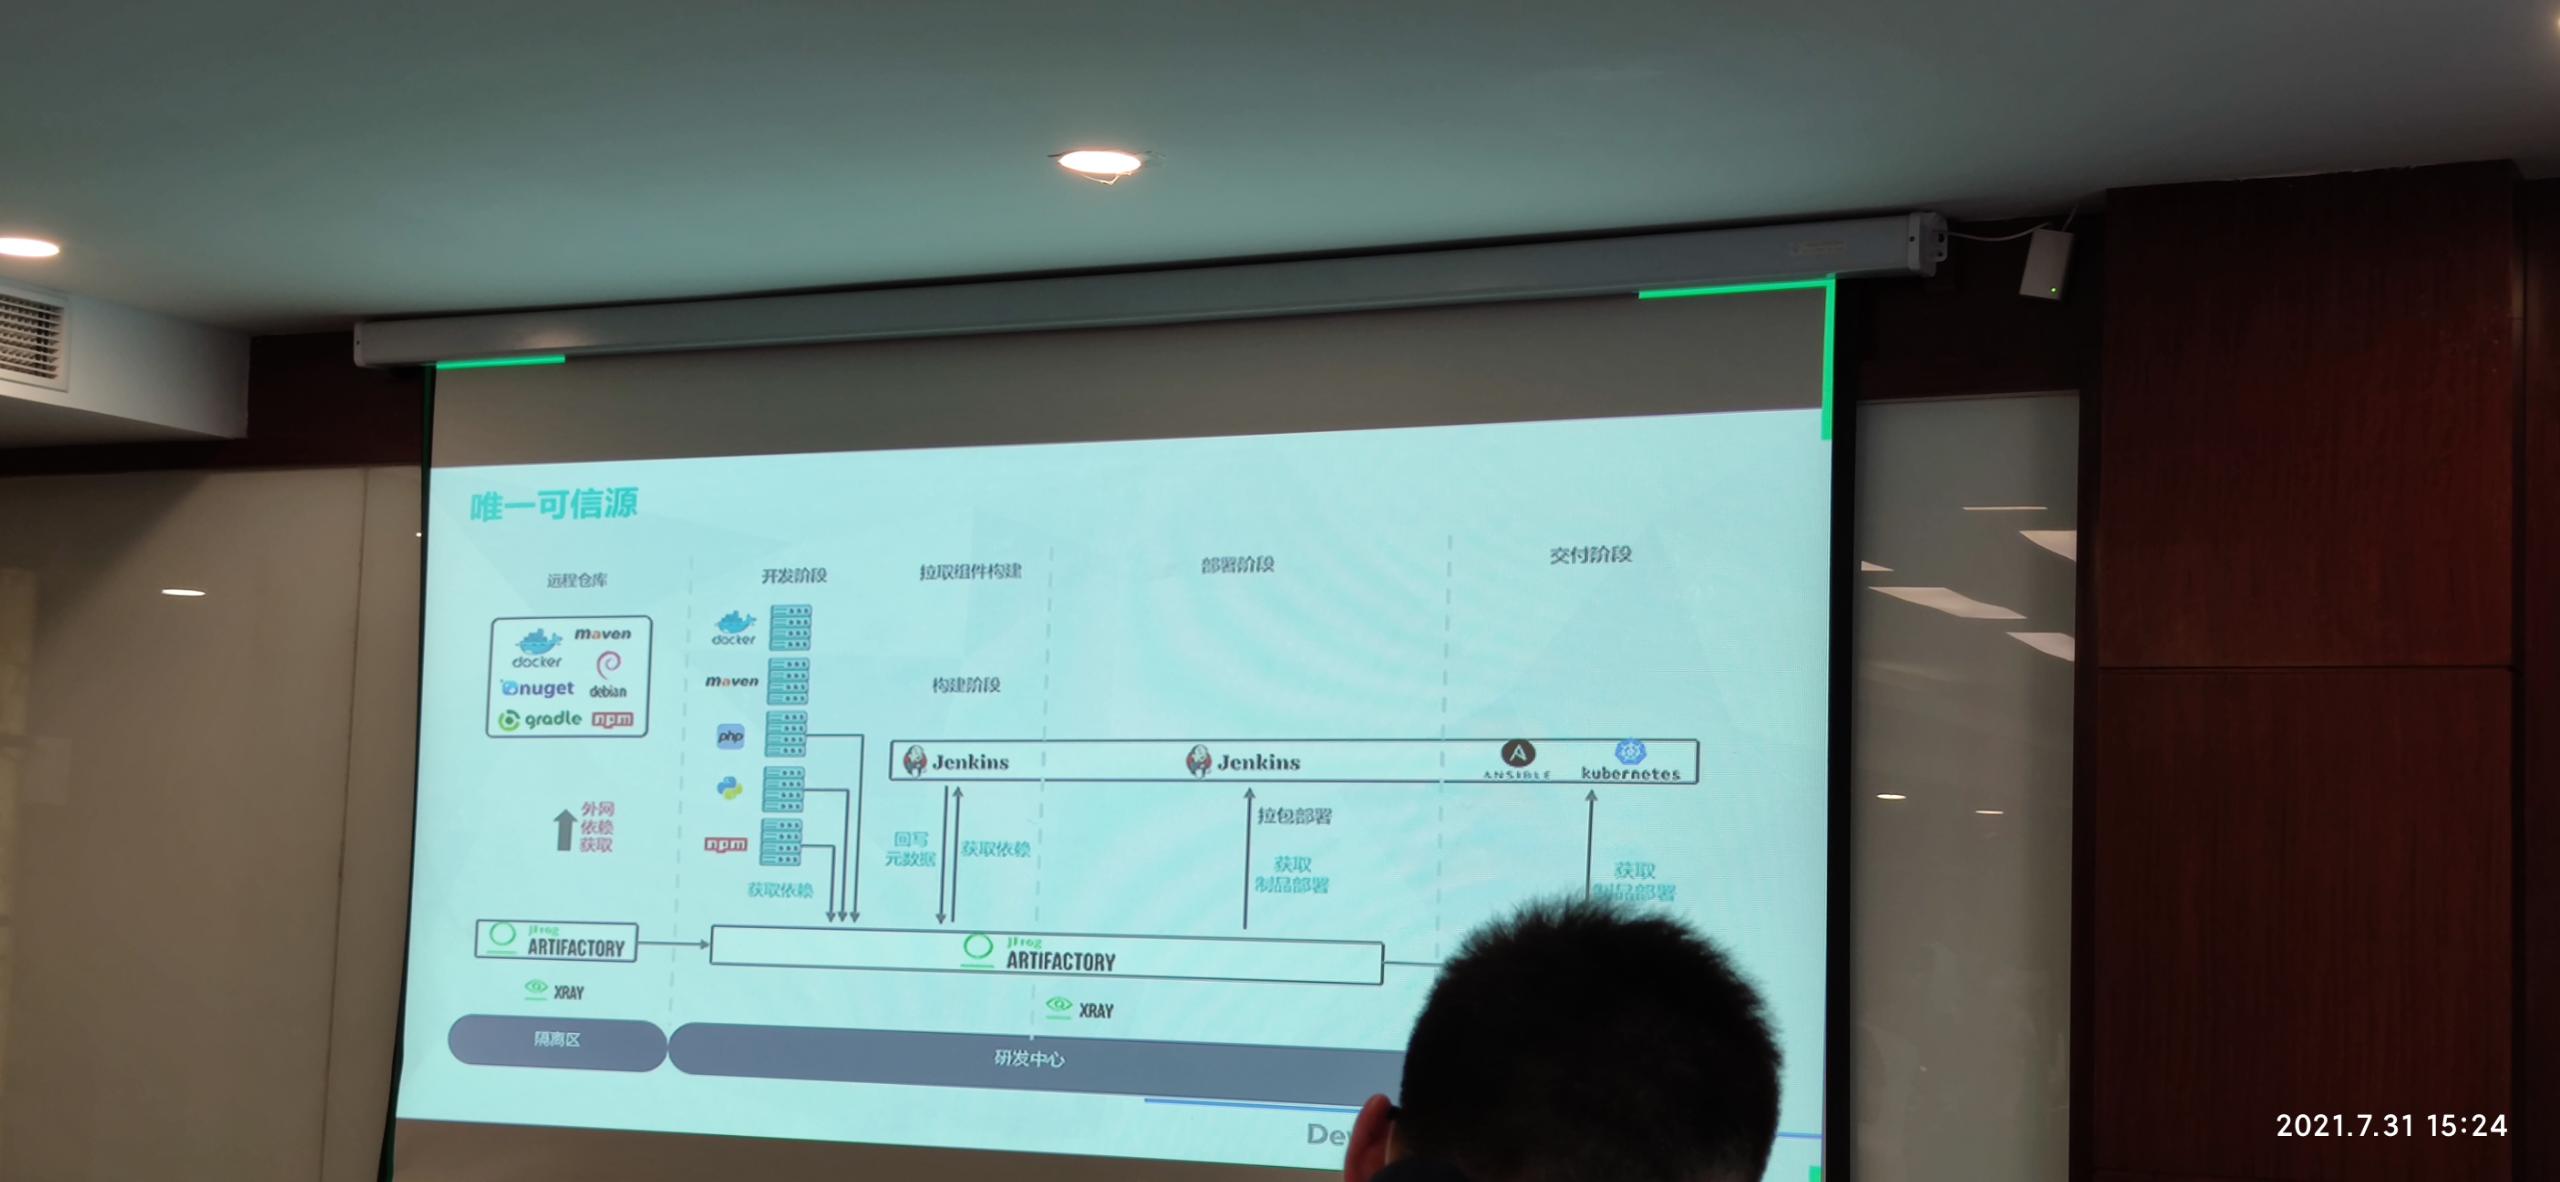 唯一可信源
远程仓库
开发阶段
拉取组件构建
部署阶段
交付阶段
docker
maven
nuget
debian
gradle
npm
docker
maven
php
npm
构建阶段
Jenkins
Jenkins
ANSIBLE
kubernetes
外网
依赖
获取
获取依赖
回写
元数据
获取依赖
拉包部署
获取
制品部署
获取
制品部署
jFrog
ARTIFACTORY
jFrog
ARTIFACTORY
XRAY
XRAY
隔离区
研发中心
2021.7.31 15:24